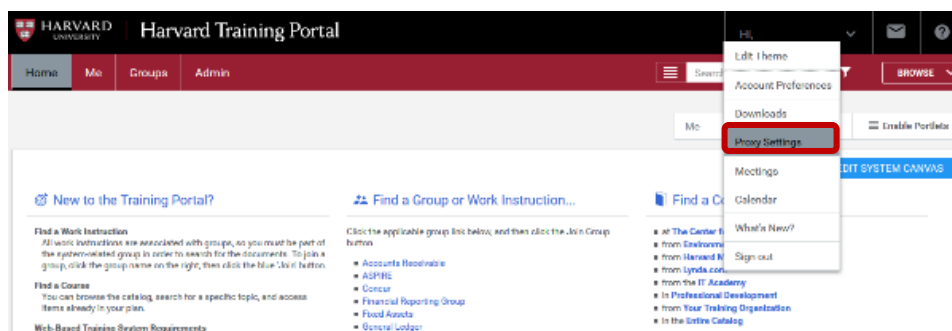 HARVARD
UNIVERSITY
Harvard Training Portal
Hi,
Home Me Groups Admin
Search
BROWSE
Edit Theme
Account Preferences
Downloads
Proxy Settings
Meetings
Calendar
What's New?
Sign out
Me
Enable Portlets
EDIT SYSTEM CANVAS
New to the Training Portal?
Find a Work Instruction
All work instructions are associated with groups, so you must be part of
the system-related group in order to search for the documents. To join a
group, click the group name on the right, then click the blue 'Join' button.
Find a Course
You can browse the catalog, search for a specific topic, and access
items already in your plan.
Web-Based Training System Requirements
Find a Group or Work Instruction...
Click the applicable group link below, and then click the Join Group
button
Accounts Receivable
ASPIRE
Concur
Financial Reporting Group
Fixed Assets
General Ledger
Find a Co
at The Center f
from Environme
from Harvard M
from Lynda.com
from the IT Academy
in Professional Development
from Your Training Organization
in the Entire Catalog